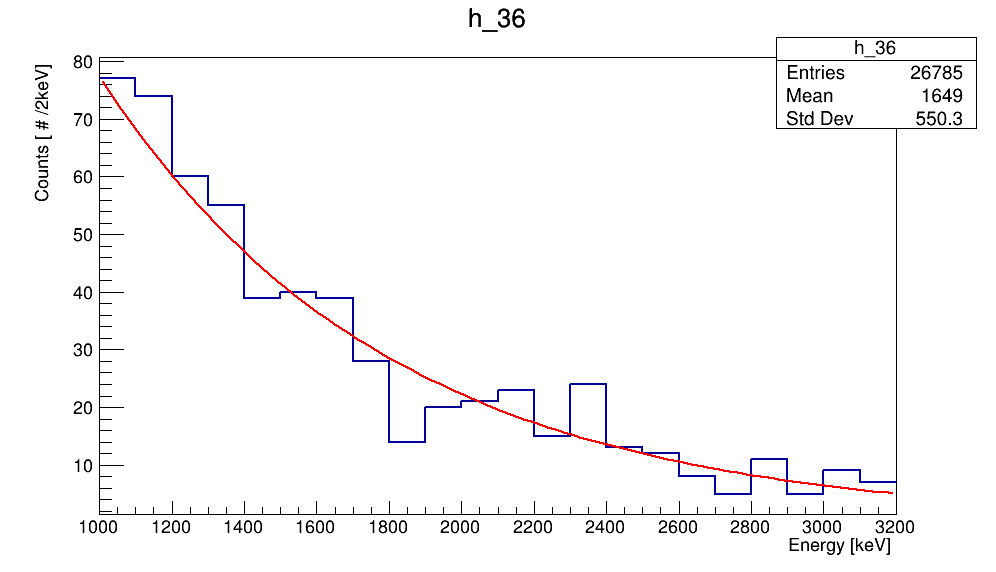 h_36
h_36
Entries 26785
Mean 1649
Std Dev 550.3
Counts [ # /2keV]
80
70
60
50
40
30
20
10
1000 1200 1400 1600 1800 2000 2200 2400 2600 2800 3000 3200
Energy [keV]